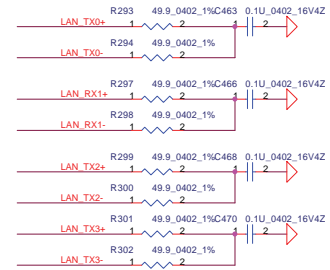 R293 49.9_0402_1% C463 0.1U_0402_16V4Z
LAN_TX0+ 1 2 1 2
R294 49.9_0402_1%
LAN_TX0- 1 2
R297 49.9_0402_1% C466 0.1U_0402_16V4Z
LAN_RX1+ 1 2 1 2
R298 49.9_0402_1%
LAN_RX1- 1 2
R299 49.9_0402_1% C468 0.1U_0402_16V4Z
LAN_TX2+ 1 2 1 2
R300 49.9_0402_1%
LAN_TX2- 1 2
R301 49.9_0402_1% C470 0.1U_0402_16V4Z
LAN_TX3+ 1 2 1 2
R302 49.9_0402_1%
LAN_TX3- 1 2